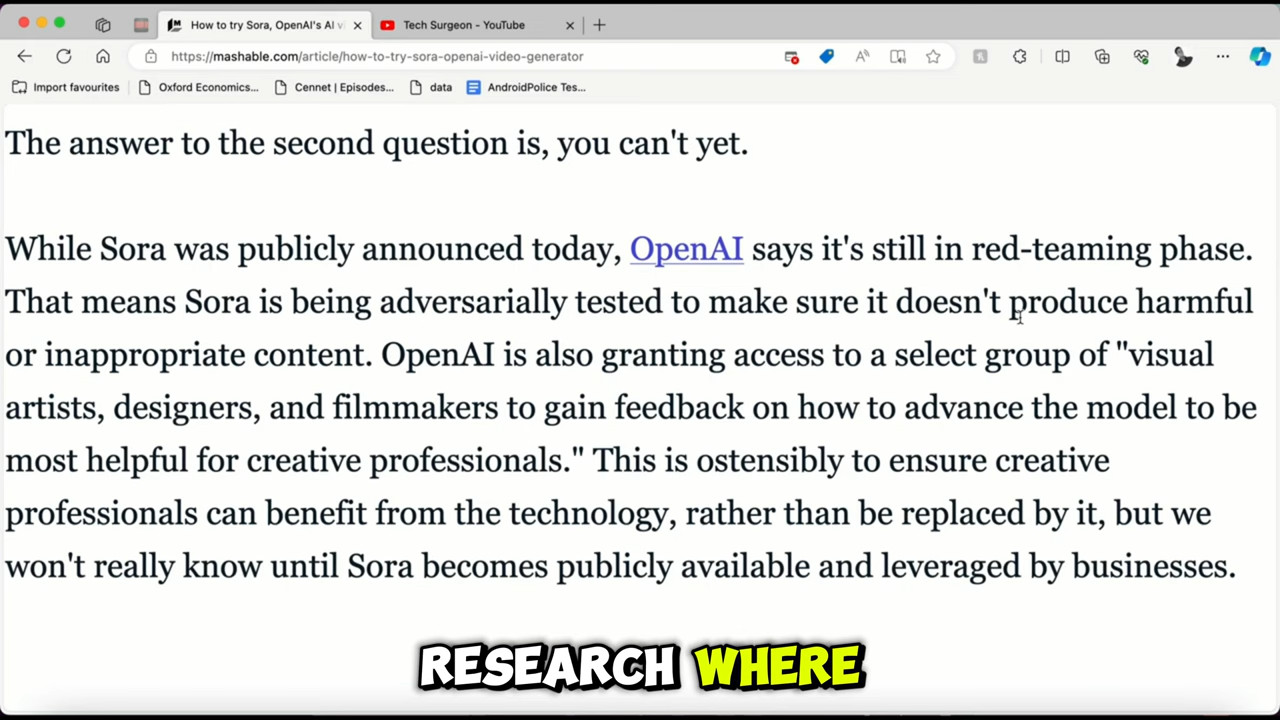 How to try Sora, OpenAI's AI vi
Tech Surgeon - YouTube
https://mashable.com/article/how-to-try-sora-openai-video-generator
Import favourites
Oxford Economics...
Cennet | Episodes...
data
AndroidPolice Tes...
The answer to the second question is, you can't yet.
While Sora was publicly announced today, OpenAI says it's still in red-teaming phase.
That means Sora is being adversarially tested to make sure it doesn't produce harmful
or inappropriate content. OpenAI is also granting access to a select group of "visual
artists, designers, and filmmakers to gain feedback on how to advance the model to be
most helpful for creative professionals." This is ostensibly to ensure creative
professionals can benefit from the technology, rather than be replaced by it, but we
won't really know until Sora becomes publicly available and leveraged by businesses.
RESEARCH WHERE